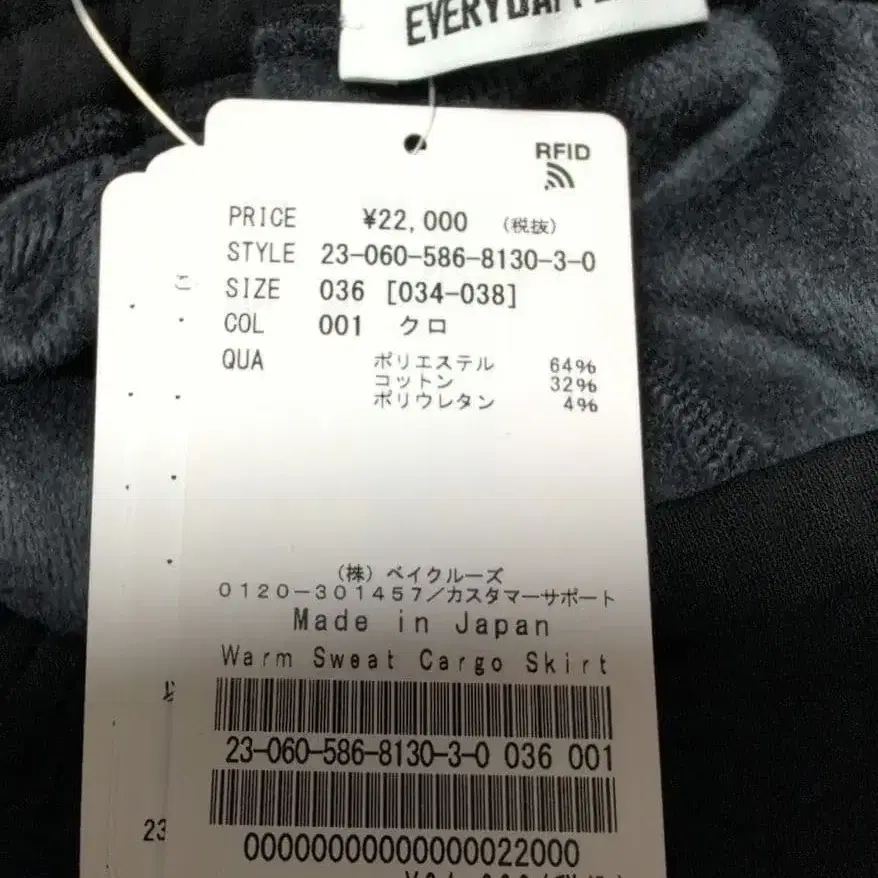 RFID
PRICE ¥22,000 (税抜)
STYLE 23-060-586-8130-3-0
SIZE 036 [034-038]
COL 001 クロ
QUA ポリエステル 64%
コットン 32%
ポリウレタン 4%
(株)ベイクルーズ
0120-301457/カスタマーサポート
Made in Japan
Warm Sweat Cargo Skirt
23-060-586-8130-3-0 036 001
23
00000000000000022000